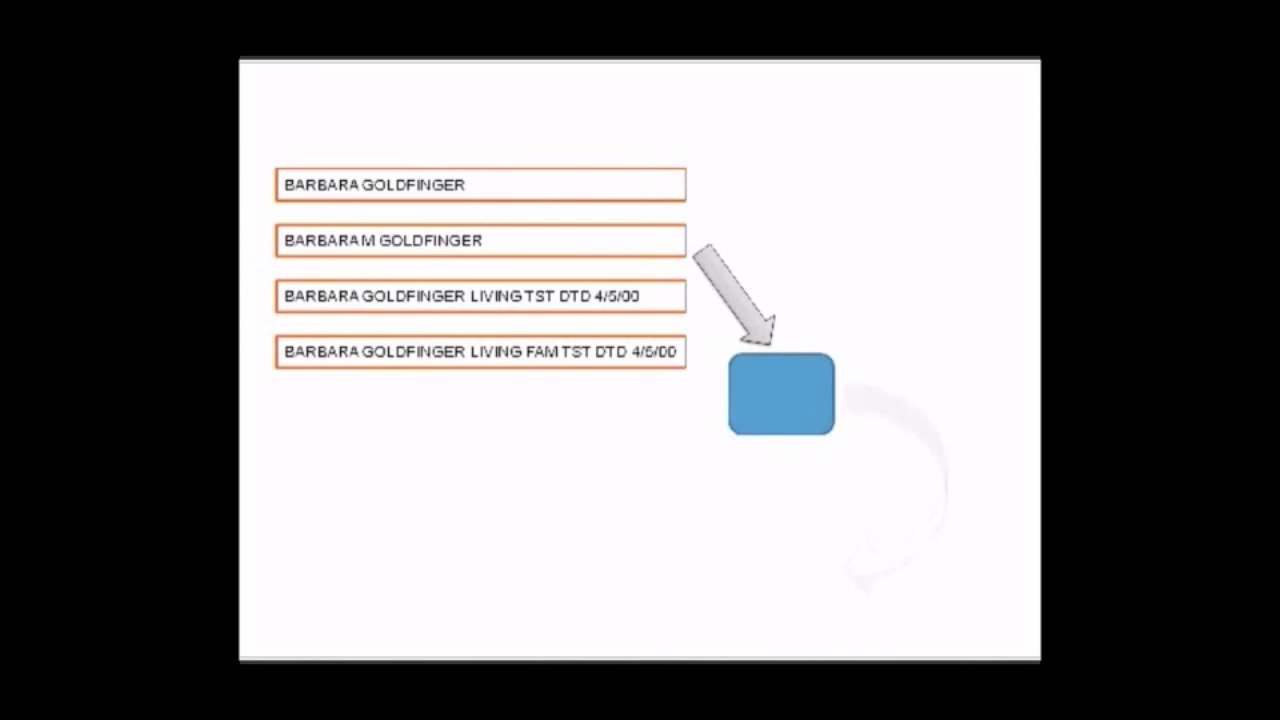 BARBARA GOLDFINGER
BARBARA M GOLDFINGER
BARBARA GOLDFINGER LIVING TST DTD 4/5/00
BARBARA GOLDFINGER LIVING FAM TST DTD 4/5/00